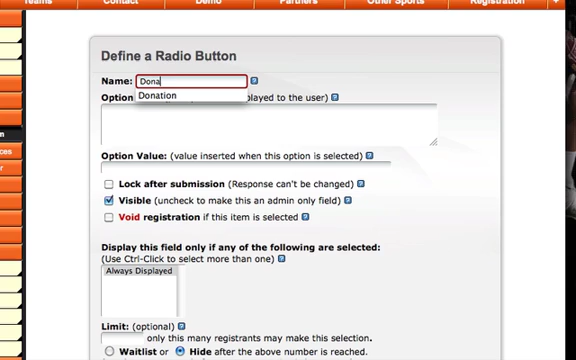 Teams Contact Demo Partners Other Sports Registration
Define a Radio Button
Name: Dona
Donation
Option layed to the user)
Option Value: (value inserted when this option is selected)
Lock after submission (Response can't be changed)
Visible (uncheck to make this an admin only field)
Void registration if this item is selected
Display this field only if any of the following are selected:
(Use Ctrl-Click to select more than one)
Always Displayed
Limit: (optional)
only this many registrants may make this selection.
Waitlist or Hide after the above number is reached.